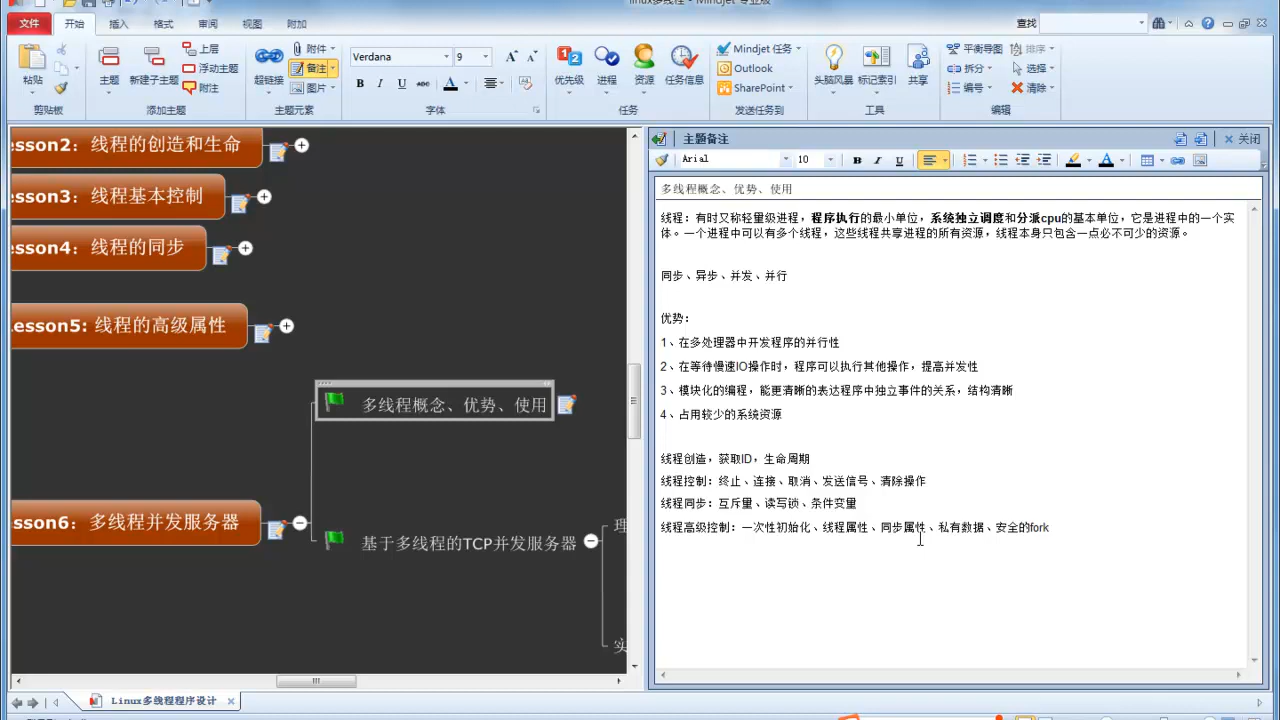 linux多线程 - Mindjet 专业版
文件 开始 插入 格式 审阅 视图 附加 查找
上层 附件 Verdana 9 Mindjet 任务 平衡导图 排序
粘贴 主题 新建子主题 浮动主题 超链接 备注 优先级 进程 资源 任务信息 Outlook 头脑风暴 标记索引 共享 拆分 选择
附注 图片 B I U abc A SharePoint 编号 清除
剪贴板 添加主题 主题元素 字体 任务 发送任务到 工具 编辑
esson2：线程的创造和生命
esson3：线程基本控制
esson4：线程的同步
esson5: 线程的高级属性
多线程概念、优势、使用
sson6：多线程并发服务器
基于多线程的TCP并发服务器
理
实
主题备注 关闭
Arial 10 B I U A
多线程概念、优势、使用
线程：有时又称轻量级进程，程序执行的最小单位，系统独立调度和分派cpu的基本单位，它是进程中的一个实
体。一个进程中可以有多个线程，这些线程共享进程的所有资源，线程本身只包含一点必不可少的资源。
同步、异步、并发、并行
优势：
1、在多处理器中开发程序的并行性
2、在等待慢速IO操作时，程序可以执行其他操作，提高并发性
3、模块化的编程，能更清晰的表达程序中独立事件的关系，结构清晰
4、占用较少的系统资源
线程创造，获取ID，生命周期
线程控制：终止、连接、取消、发送信号、清除操作
线程同步：互斥量、读写锁、条件变量
线程高级控制：一次性初始化、线程属性、同步属性、私有数据、安全的fork
Linux多线程程序设计